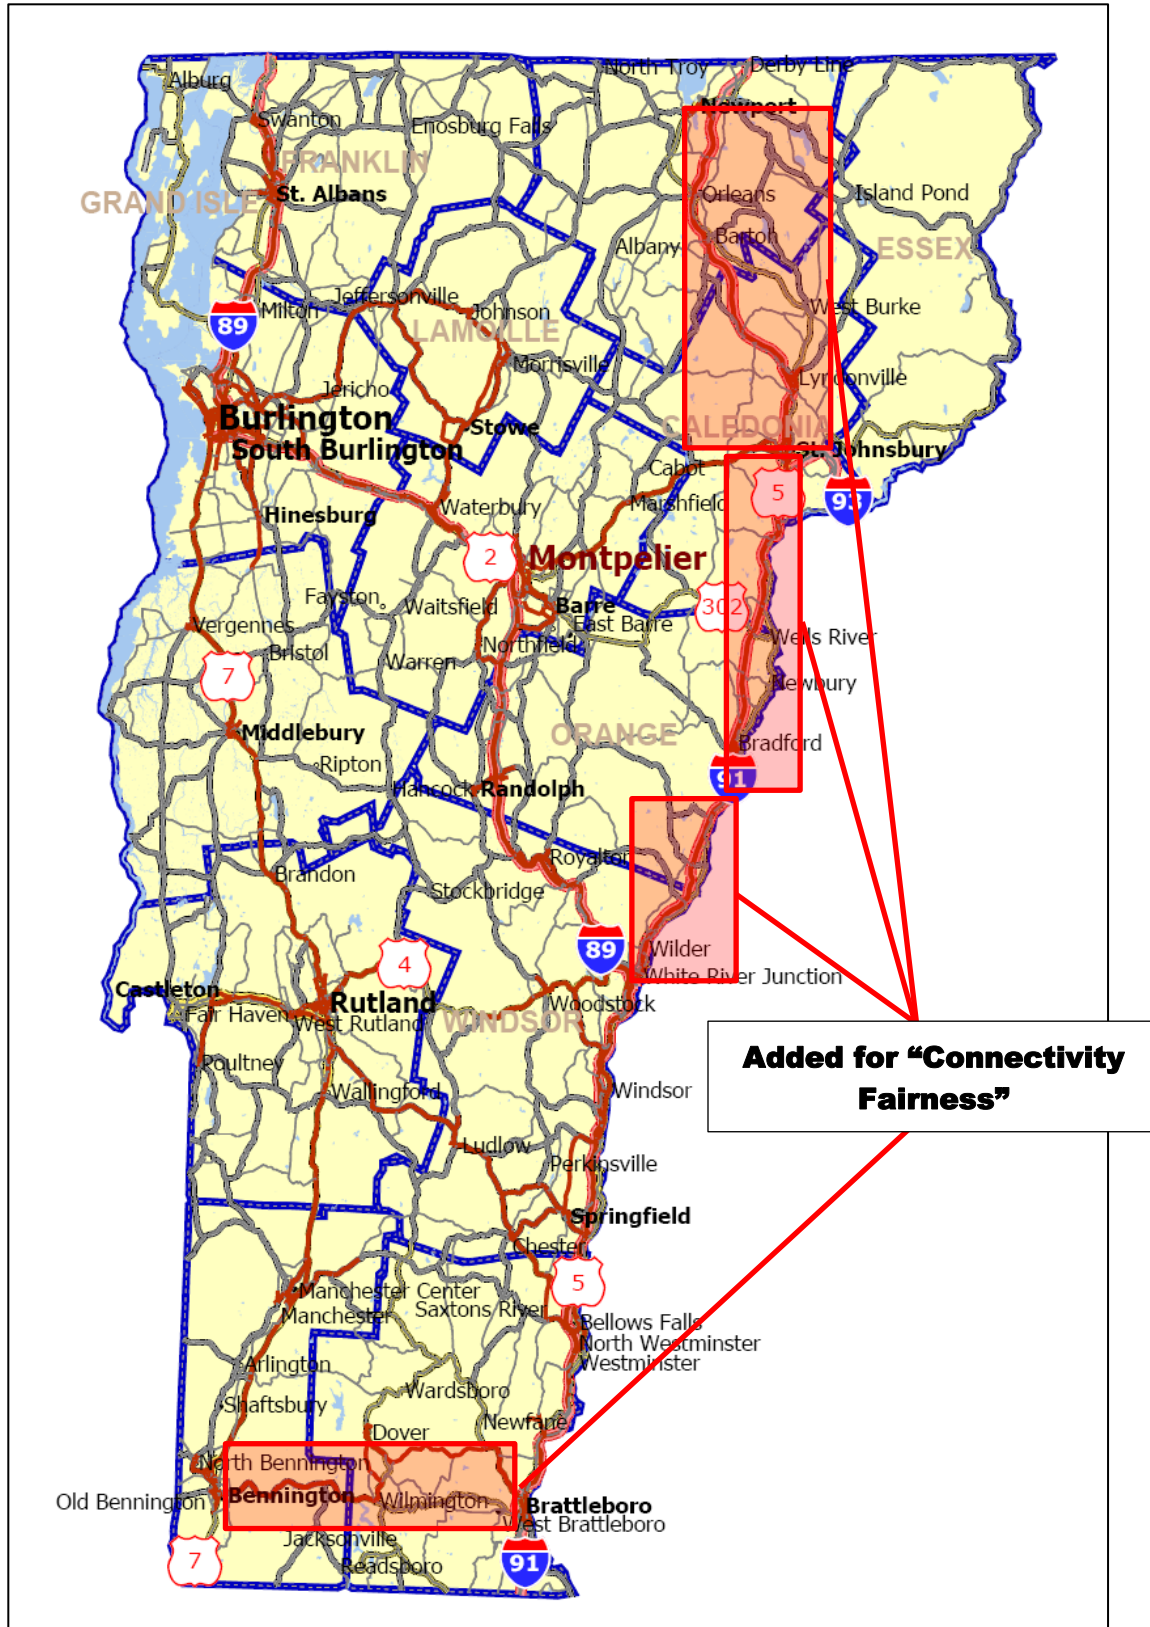 North Troy
Derby Line
Alburg
Newport
Swanton
Enosburg Falls
FRANKLIN
GRAND ISLE
St. Albans
Orleans
Island Pond
Barton
Albany
ESSEX
Jeffersonville
Milton
89
Johnson
LAMOILLE
West Burke
Morrisville
Jericho
Lyndonville
Burlington
Stowe
CALEDONIA
South Burlington
St. Johnsbury
Cabot
5
93
Waterbury
Marshfield
Hinesburg
2
Montpelier
Fayston
Waitsfield
Barre
302
East Barre
Vergennes
Wells River
Bristol
Warren
Northfield
7
Newbury
Middlebury
ORANGE
Bradford
Ripton
91
Hancock
Randolph
Royalton
Brandon
Stockbridge
89
Wilder
4
White River Junction
Castleton
Rutland
Woodstock
Fair Haven
West Rutland
WINDSOR
Poultney
Added for “Connectivity
Fairness”
Wallingford
Windsor
Ludlow
Perkinsville
Springfield
Chester
5
Manchester Center
Saxtons River
Manchester
Bellows Falls
North Westminster
Westminster
Arlington
Wardsboro
Shaftsbury
Newfane
Dover
North Bennington
Bennington
Wilmington
Old Bennington
Brattleboro
West Brattleboro
Jacksonville
7
Readsboro
91